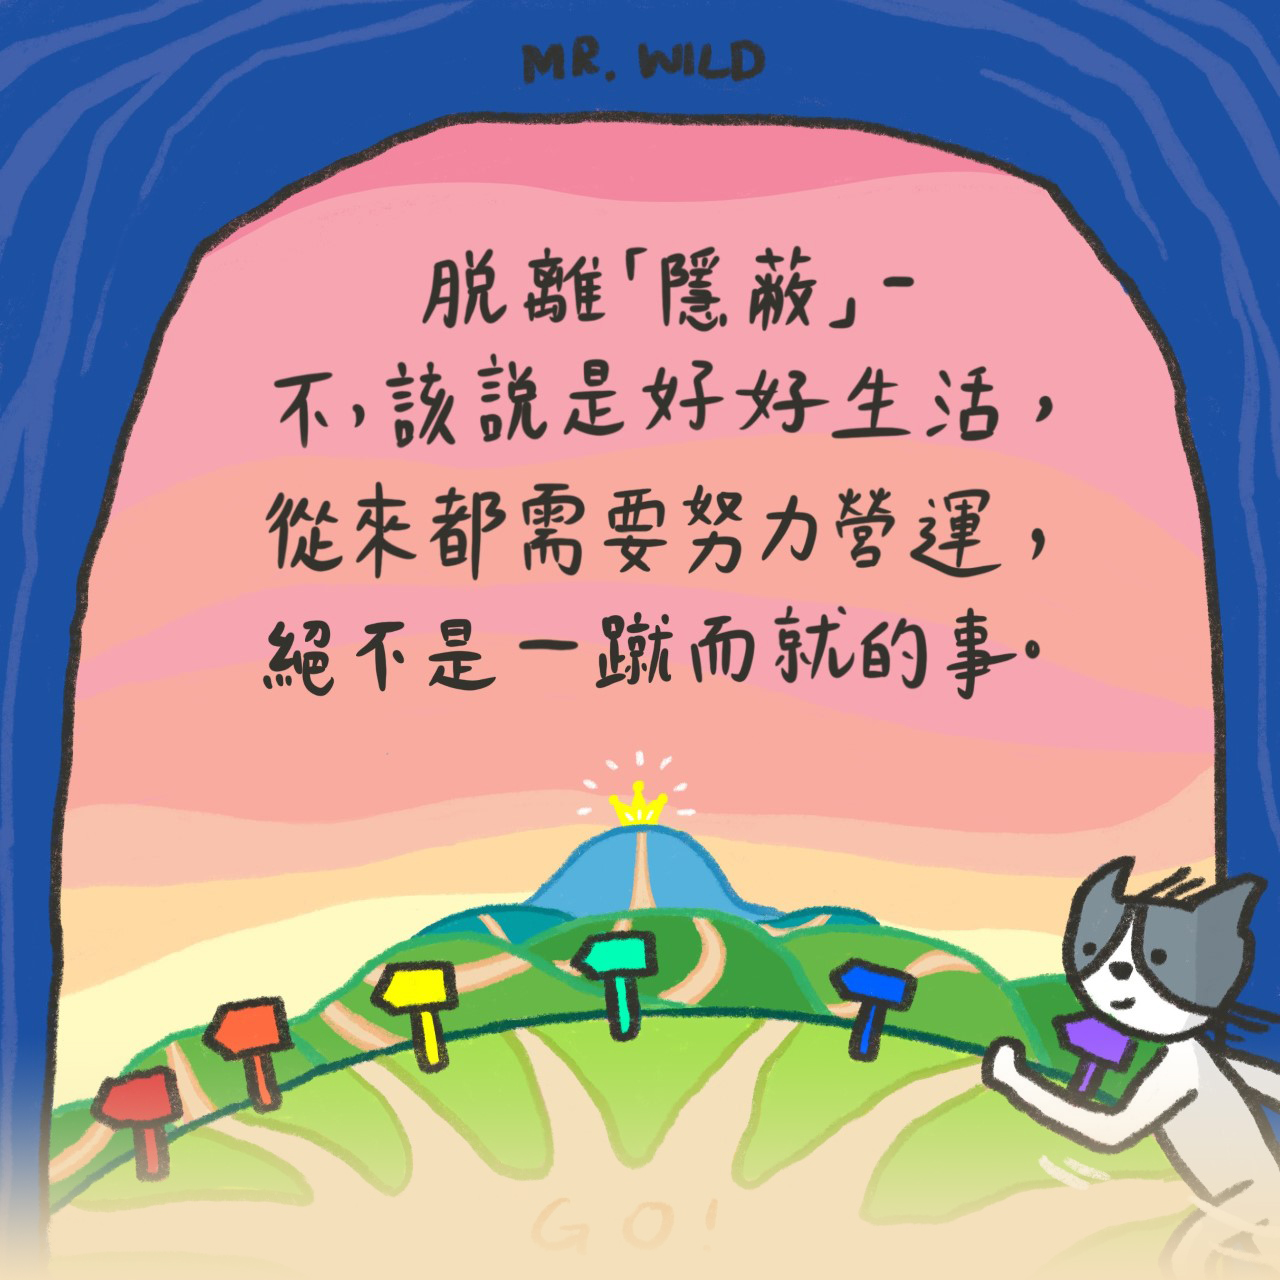 MR. WILD
脱離「隱蔽」-
不,該說是好好生活,
從來都需要努力營運,
絕不是一蹴而就的事。
GO!